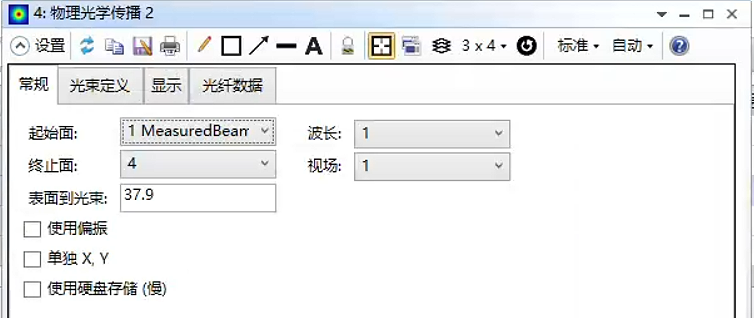 4: 物理光学传播 2
设置 A 3 x 4 标准 自动
常规 光束定义 显示 光纤数据
起始面: 1 MeasuredBeam 波长: 1
终止面: 4 视场: 1
表面到光束: 37.9
使用偏振
单独 X, Y
使用硬盘存储 (慢)